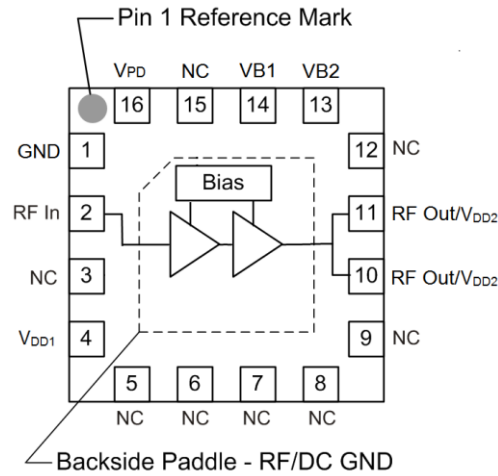 Pin 1 Reference Mark
VPD NC VB1 VB2
16 15 14 13
GND 1 12 NC
Bias
RF In 2 11 RF Out/VDD2
NC 3 10 RF Out/VDD2
VDD1 4 9 NC
5 6 7 8
NC NC NC NC
Backside Paddle - RF/DC GND